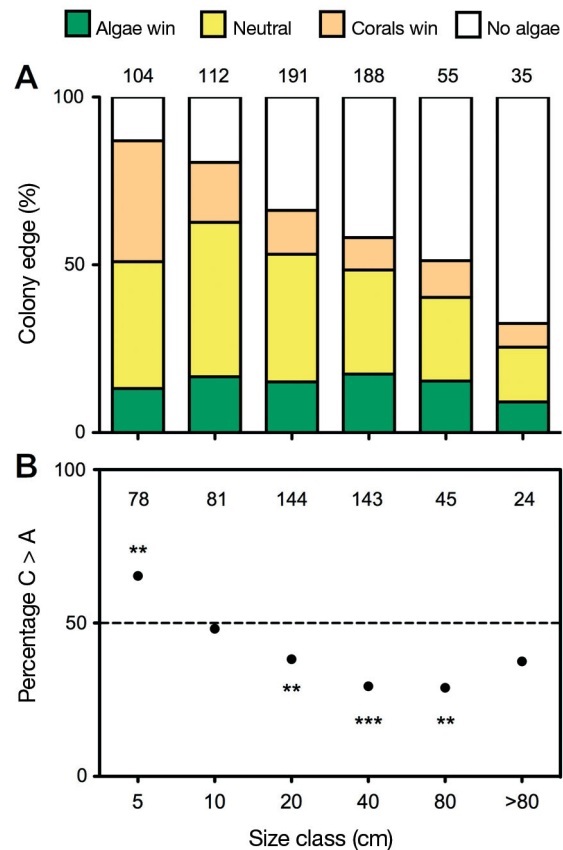 Algae win Neutral Corals win No algae
A
104 112 191 188 55 35
100
50
0
Colony edge (%)
B
100
50
0
Percentage C > A
78 81 144 143 45 24
**
** *** **
5 10 20 40 80 >80
Size class (cm)